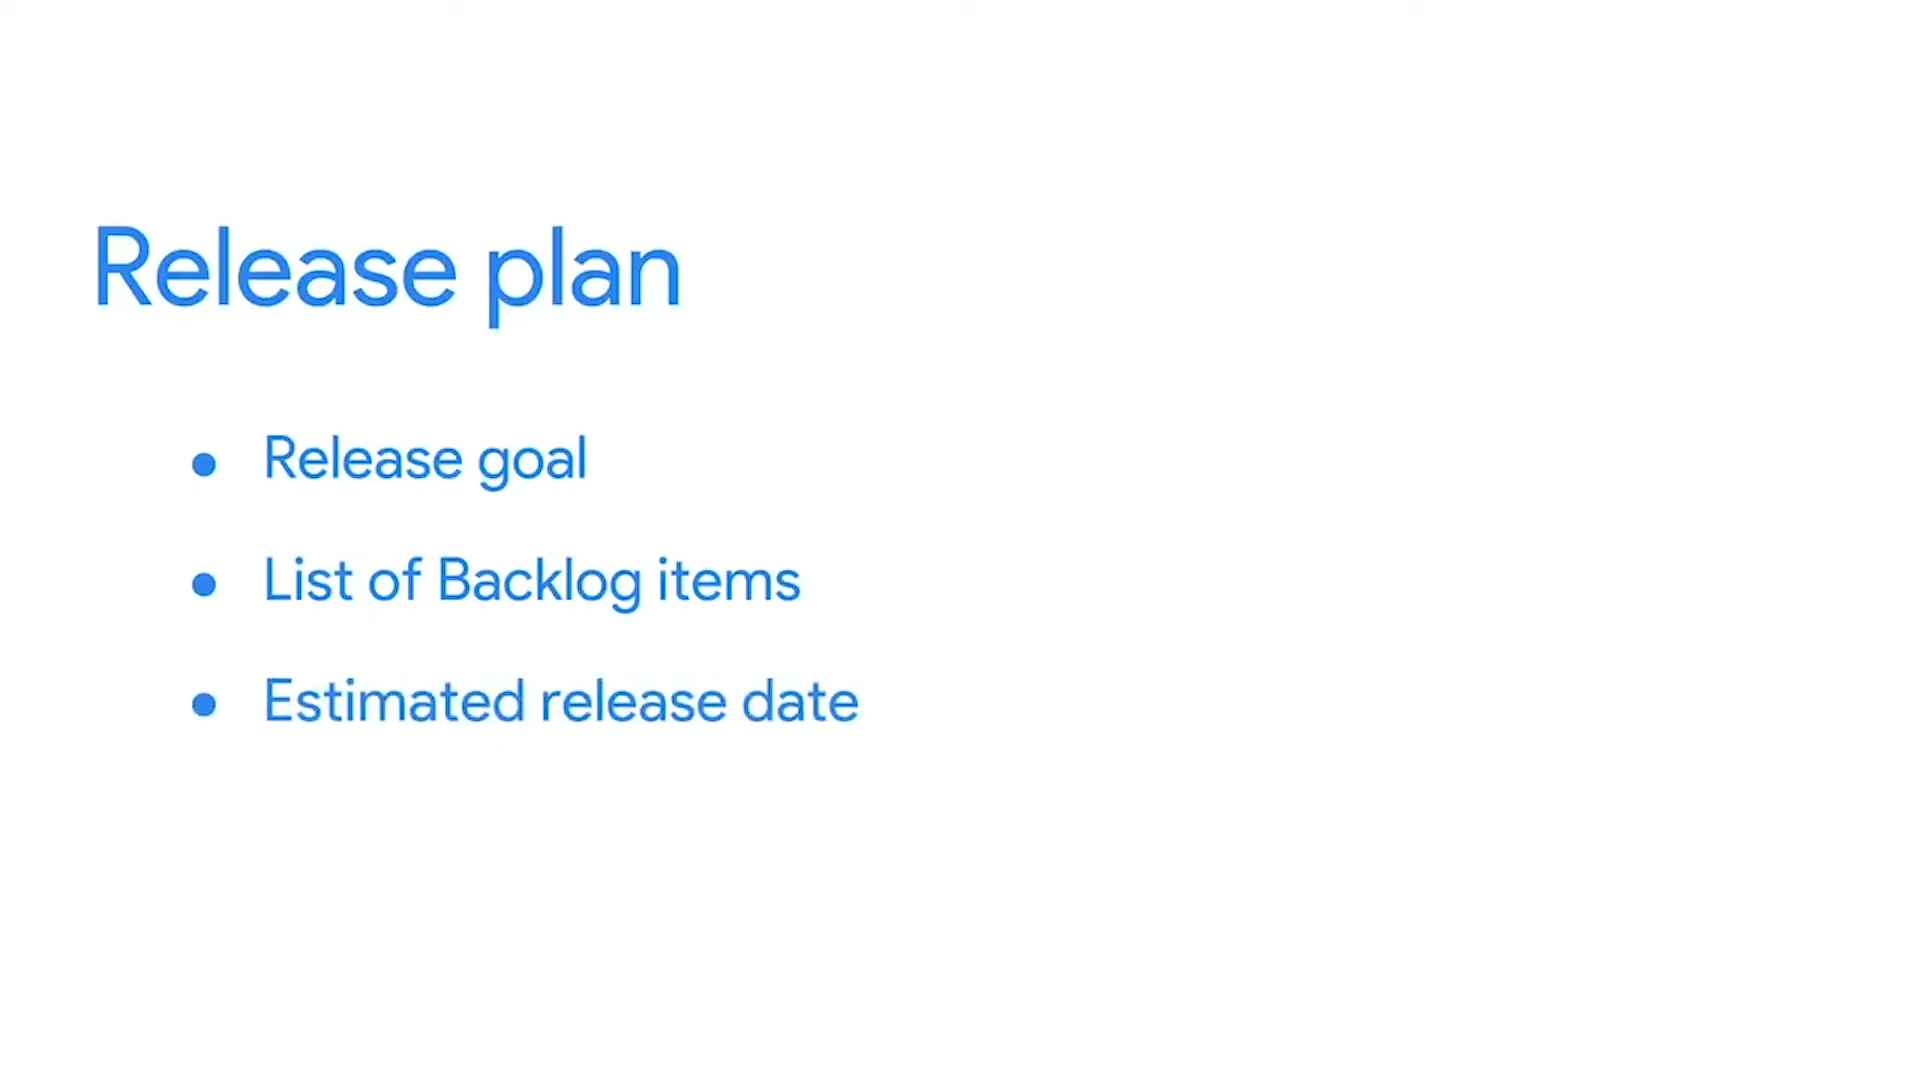 Release plan
● Release goal
● List of Backlog items
● Estimated release date